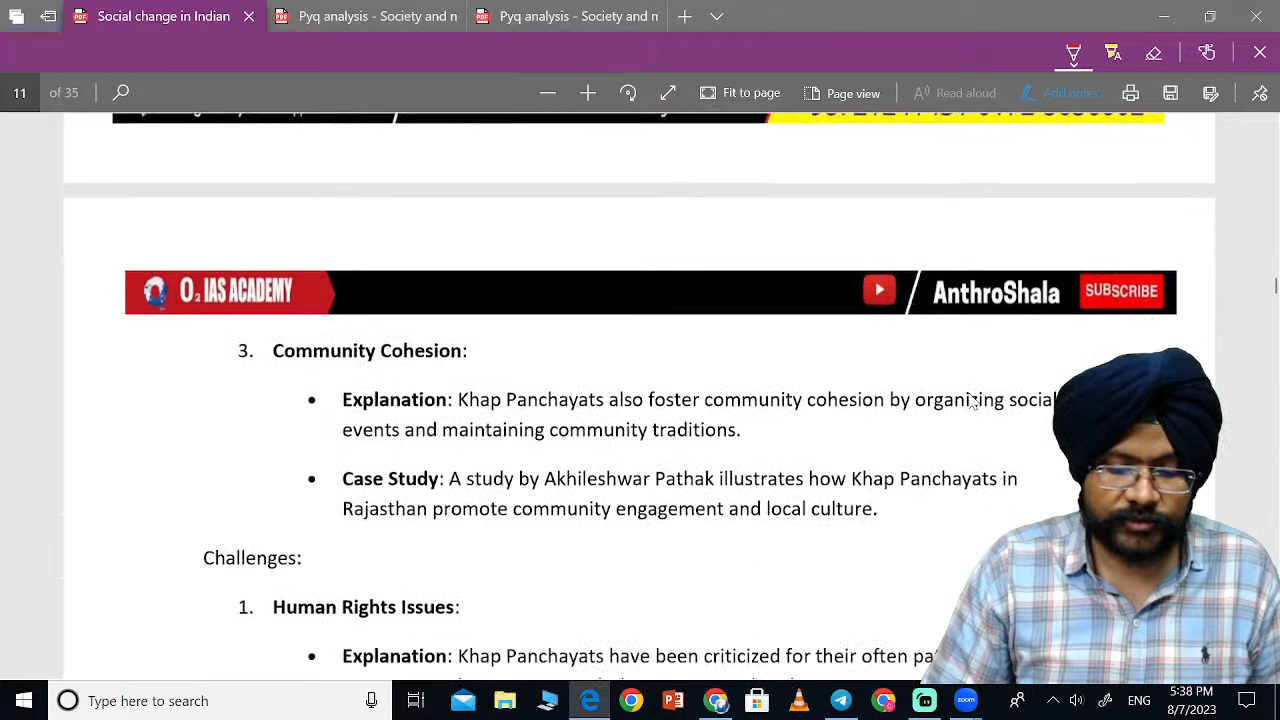 Social change in Indi
Pyq analysis - Society and n
Pyq analysis - Society and n
11 of 35
Fit to page
Page view
Read aloud
Add notes
O2 IAS ACADEMY
AnthroShala
SUBSCRIBE
3. Community Cohesion:
• Explanation: Khap Panchayats also foster community cohesion by organizing social
events and maintaining community traditions.
• Case Study: A study by Akhileshwar Pathak illustrates how Khap Panchayats in
Rajasthan promote community engagement and local culture.
Challenges:
1. Human Rights Issues:
• Explanation: Khap Panchayats have been criticized for their often
Type here to search
zoom
ENG
5:38 PM
8/7/2023